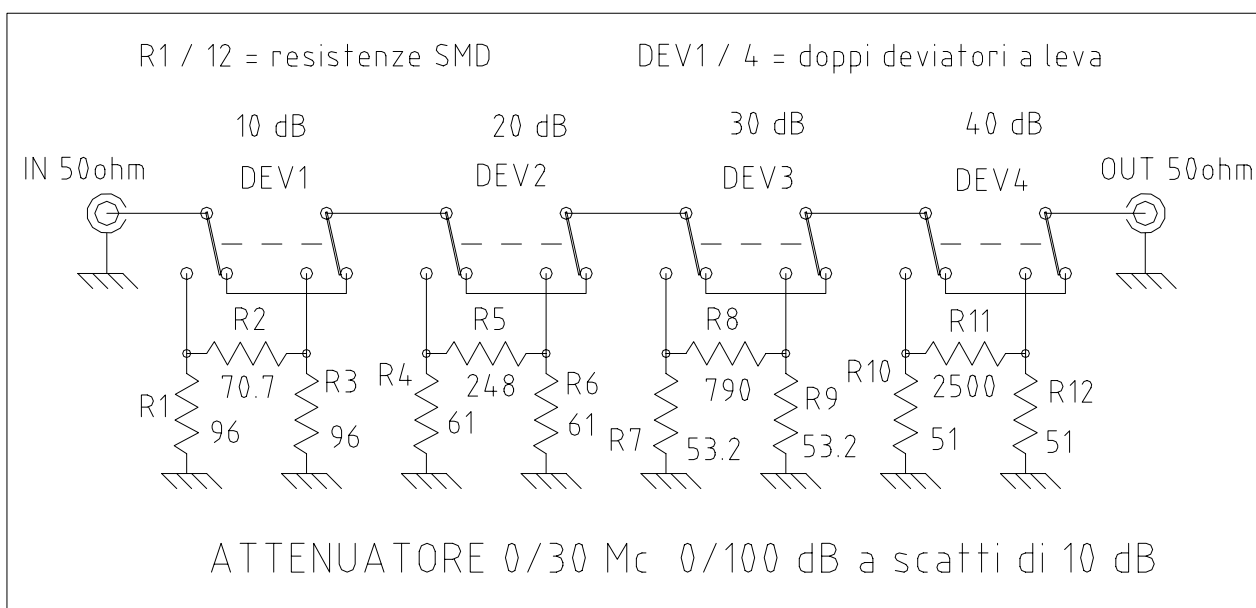 R1 / 12 = resistenze SMD
DEV1 / 4 = doppi deviatori a leva
10 dB
20 dB
30 dB
40 dB
IN 50ohm
DEV1
DEV2
DEV3
DEV4
OUT 50ohm
R2
R5
R8
R11
70.7
248
790
2500
R1
96
R3
96
R4
61
R6
61
R7
53.2
R9
53.2
R10
51
R12
51
ATTENUATORE 0/30 Mc 0/100 dB a scatti di 10 dB